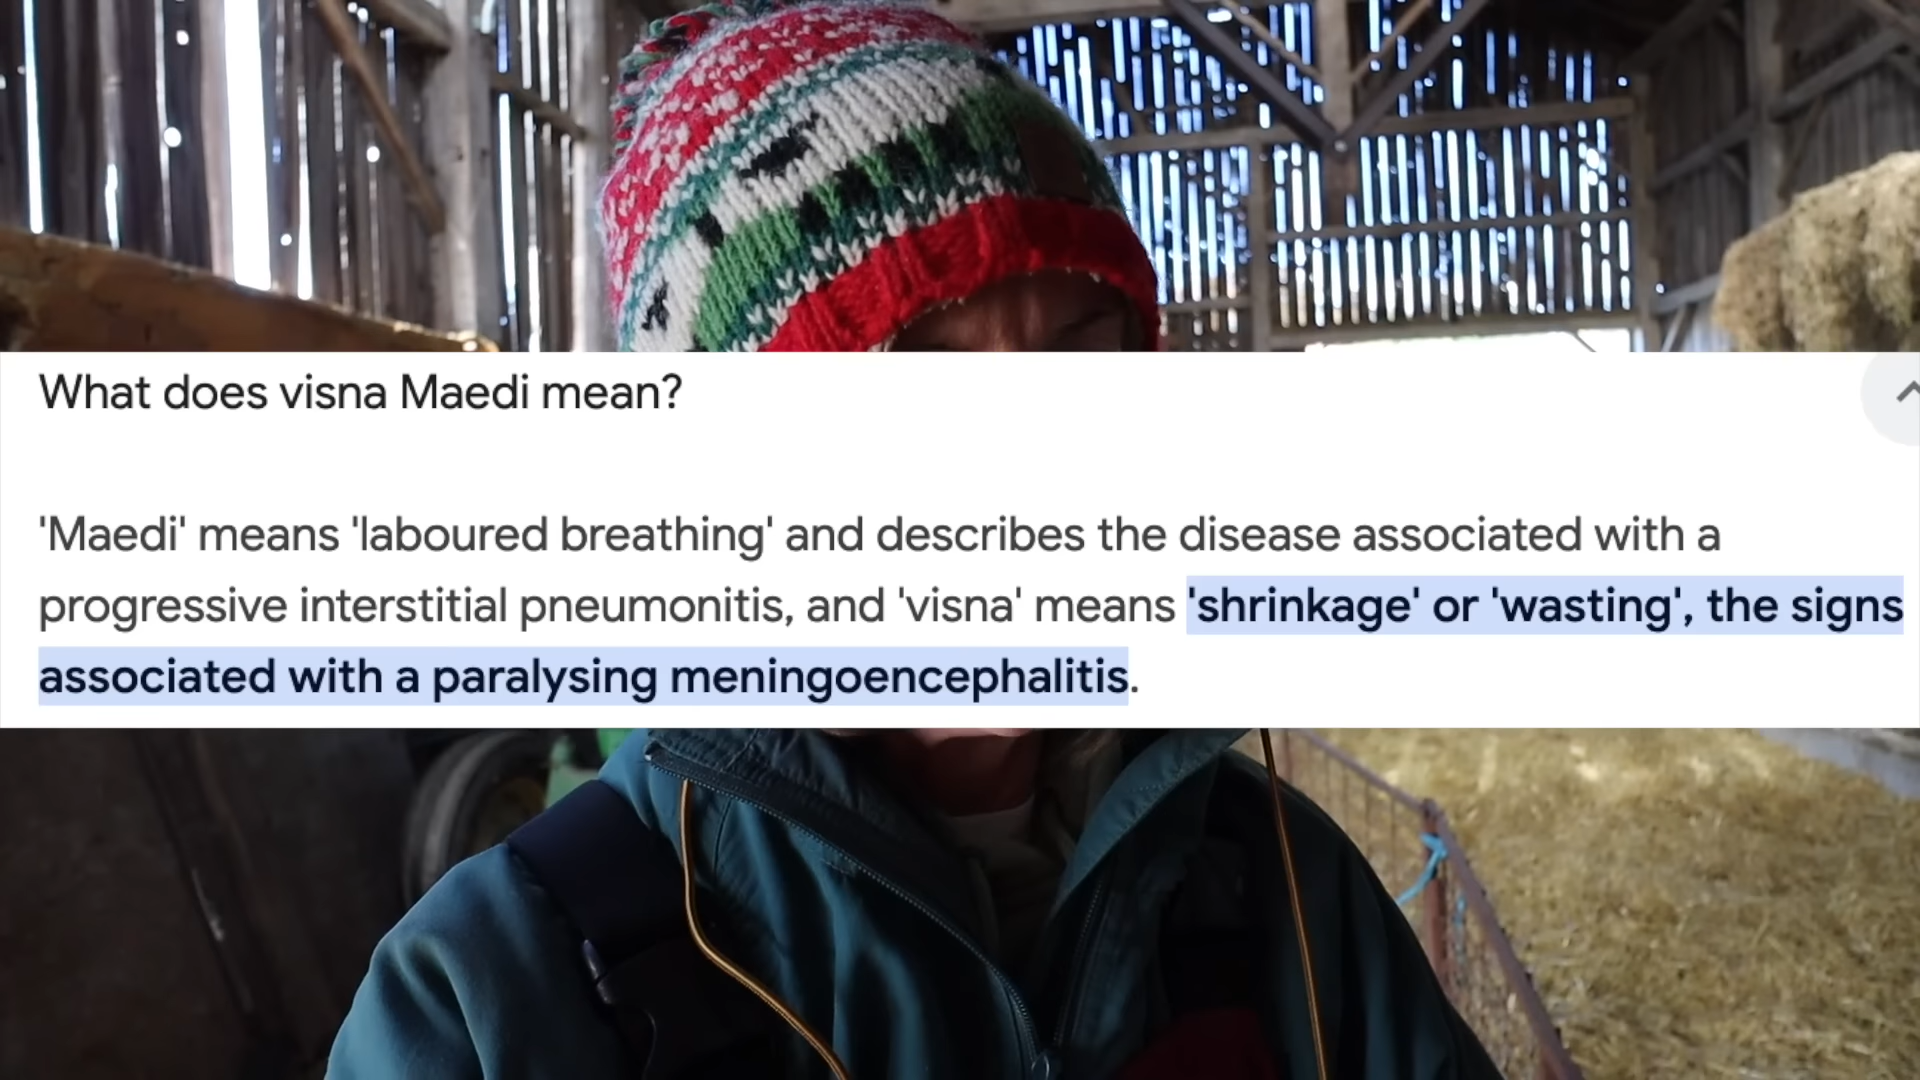 What does visna Maedi mean?
'Maedi' means 'laboured breathing' and describes the disease associated with a
progressive interstitial pneumonitis, and 'visna' means 'shrinkage' or 'wasting', the signs
associated with a paralysing meningoencephalitis.